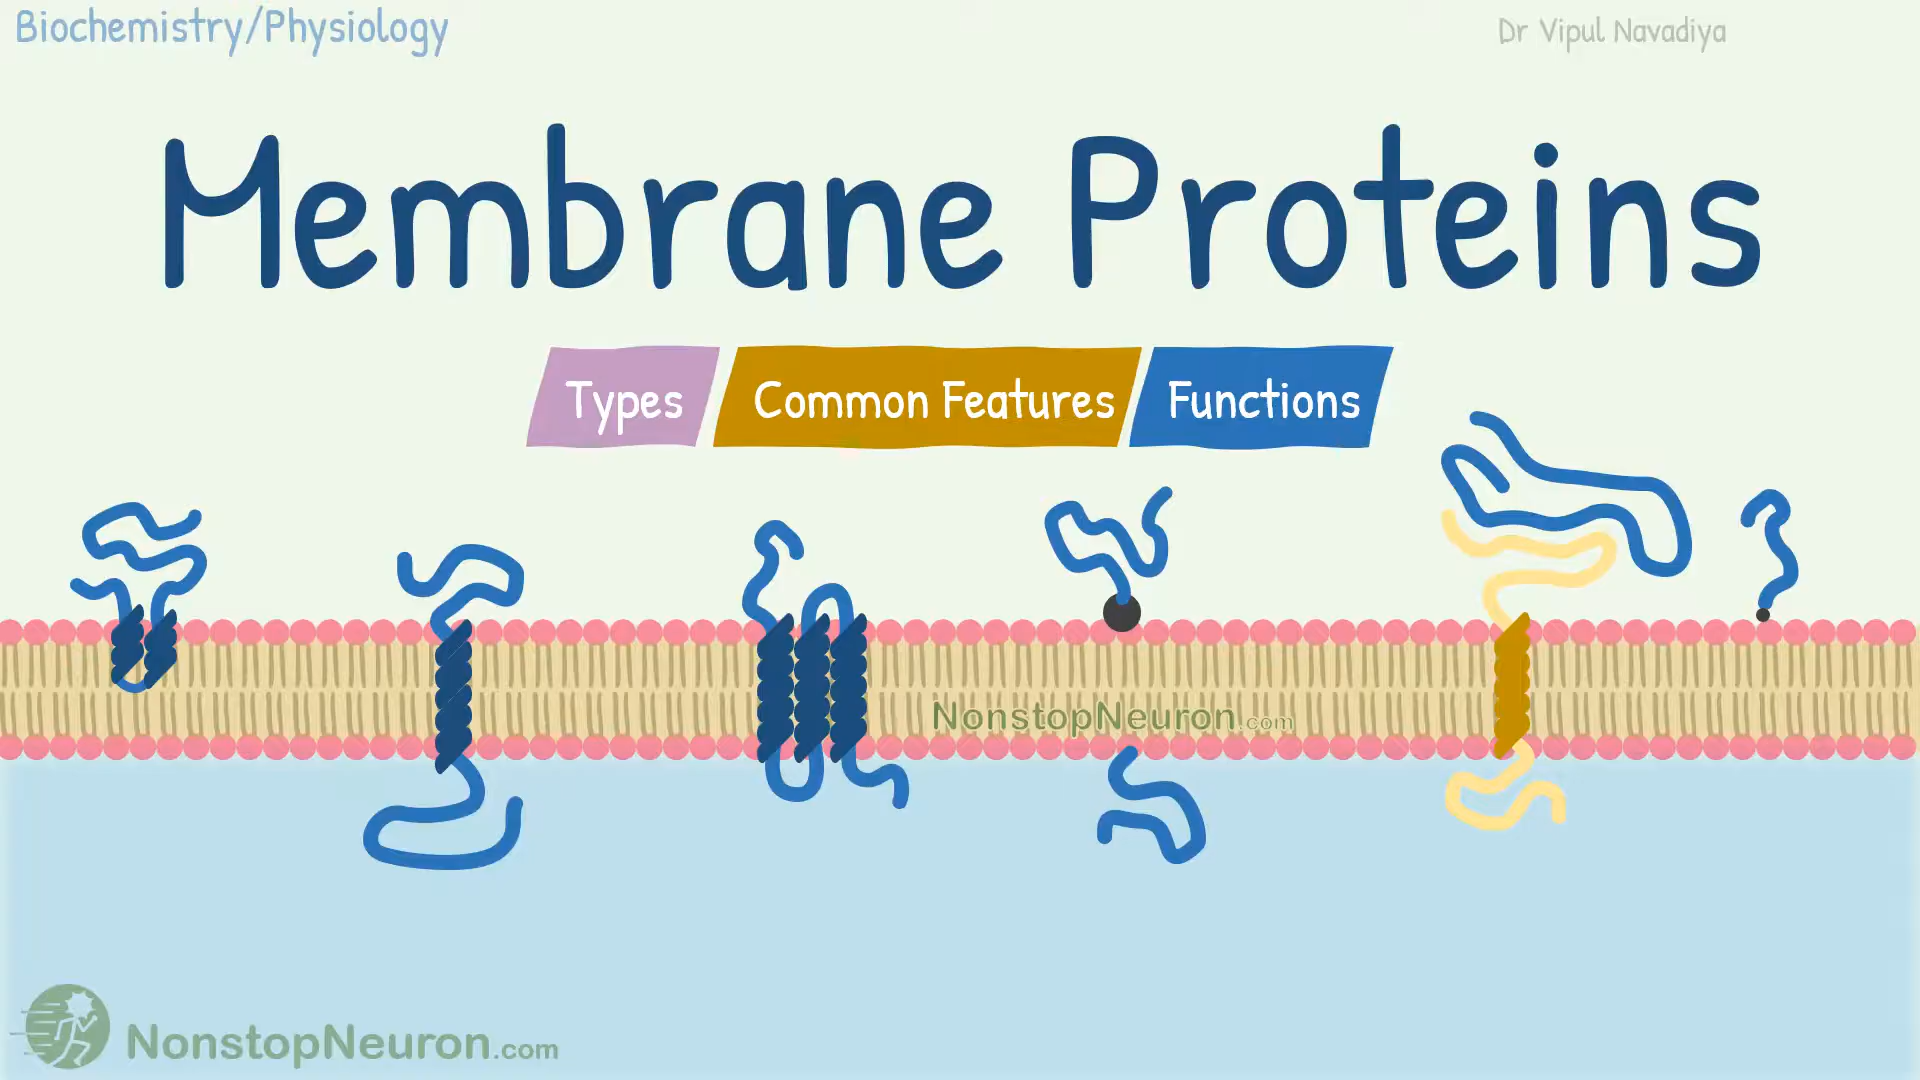 Biochemistry/Physiology
Dr Vipul Navadiya
Membrane Proteins
Types Common Features Functions
NonstopNeuron.com
NonstopNeuron.com